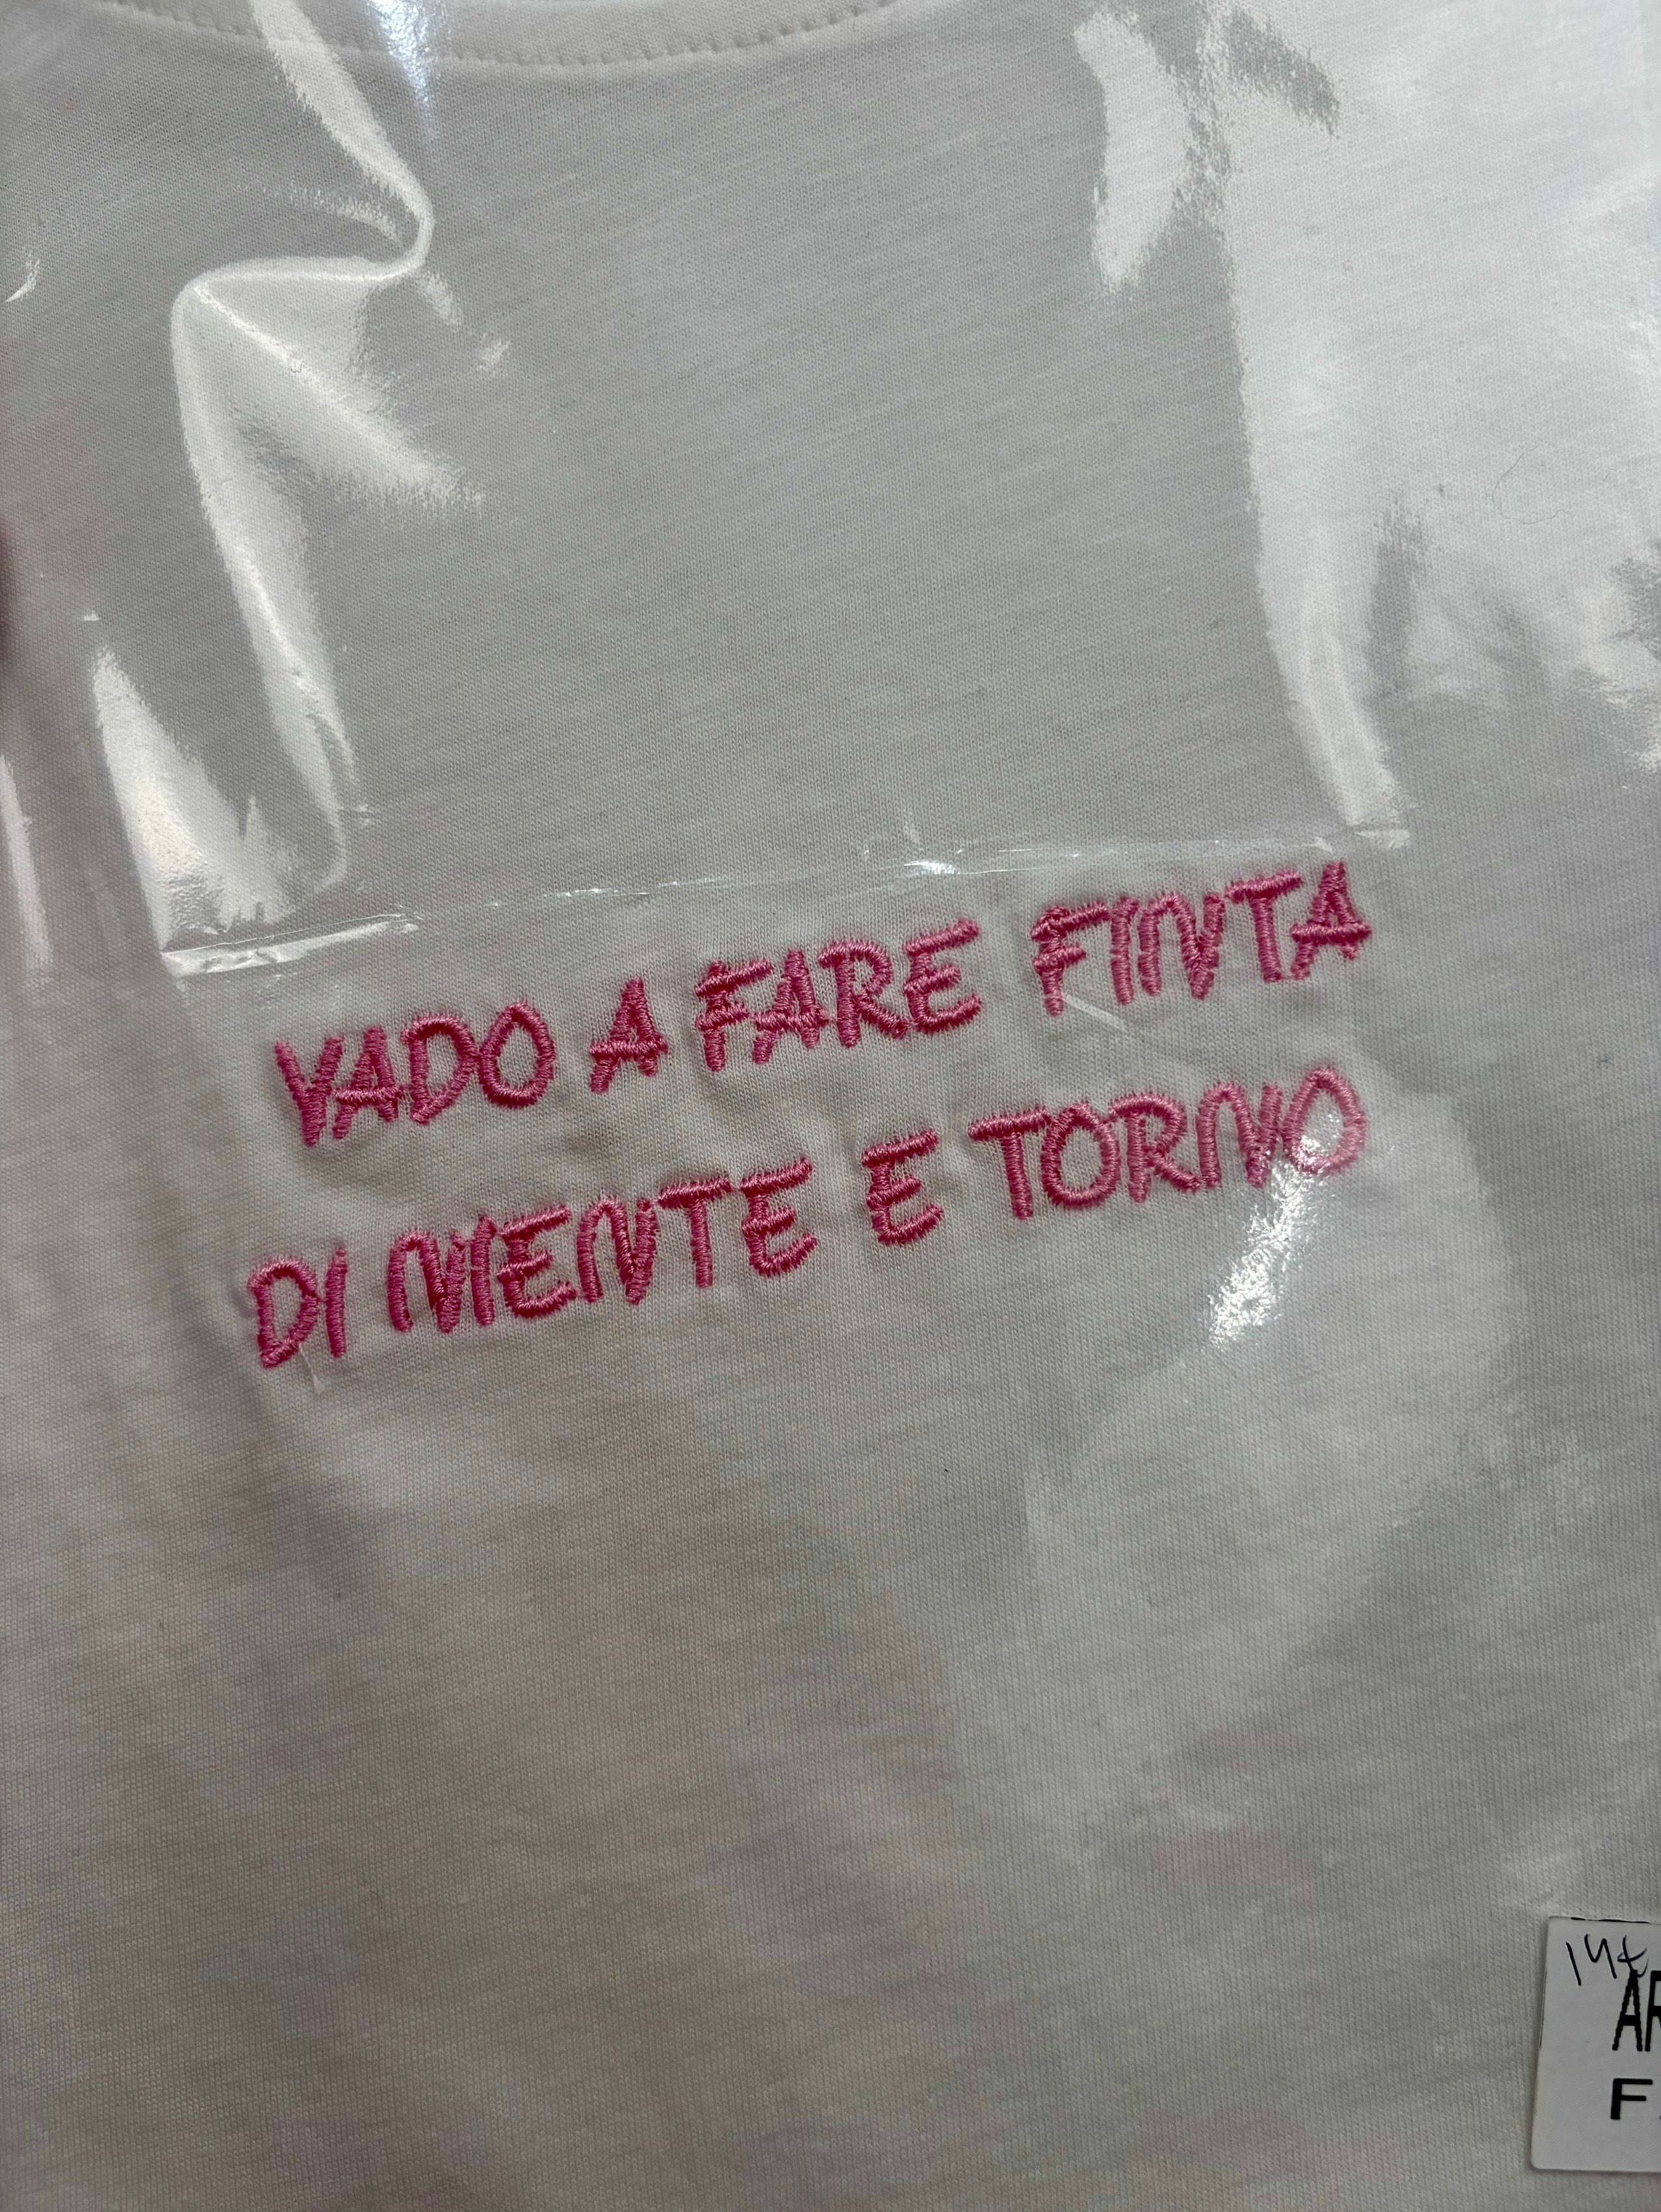 VADO A FARE FINTA
DI NIENTE E TORNO